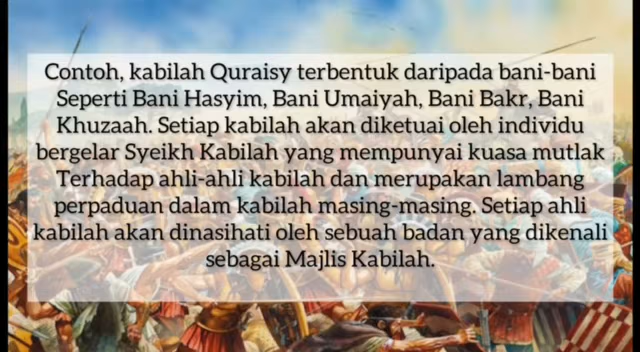 Contoh, kabilah Quraisy terbentuk daripada bani-bani
Seperti Bani Hasyim, Bani Umaiyah, Bani Bakr, Bani
Khuzaah. Setiap kabilah akan diketuai oleh individu
bergelar Syeikh Kabilah yang mempunyai kuasa mutlak
Terhadap ahli-ahli kabilah dan merupakan lambang
perpaduan dalam kabilah masing-masing. Setiap ahli
kabilah akan dinasihati oleh sebuah badan yang dikenali
sebagai Majlis Kabilah.